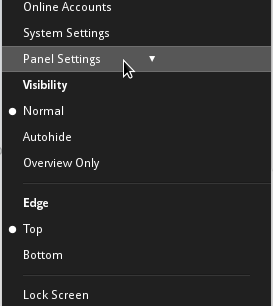 Online Accounts
System Settings
Panel Settings
Visibility
Normal
Autohide
Overview Only
Edge
Top
Bottom
Lock Screen